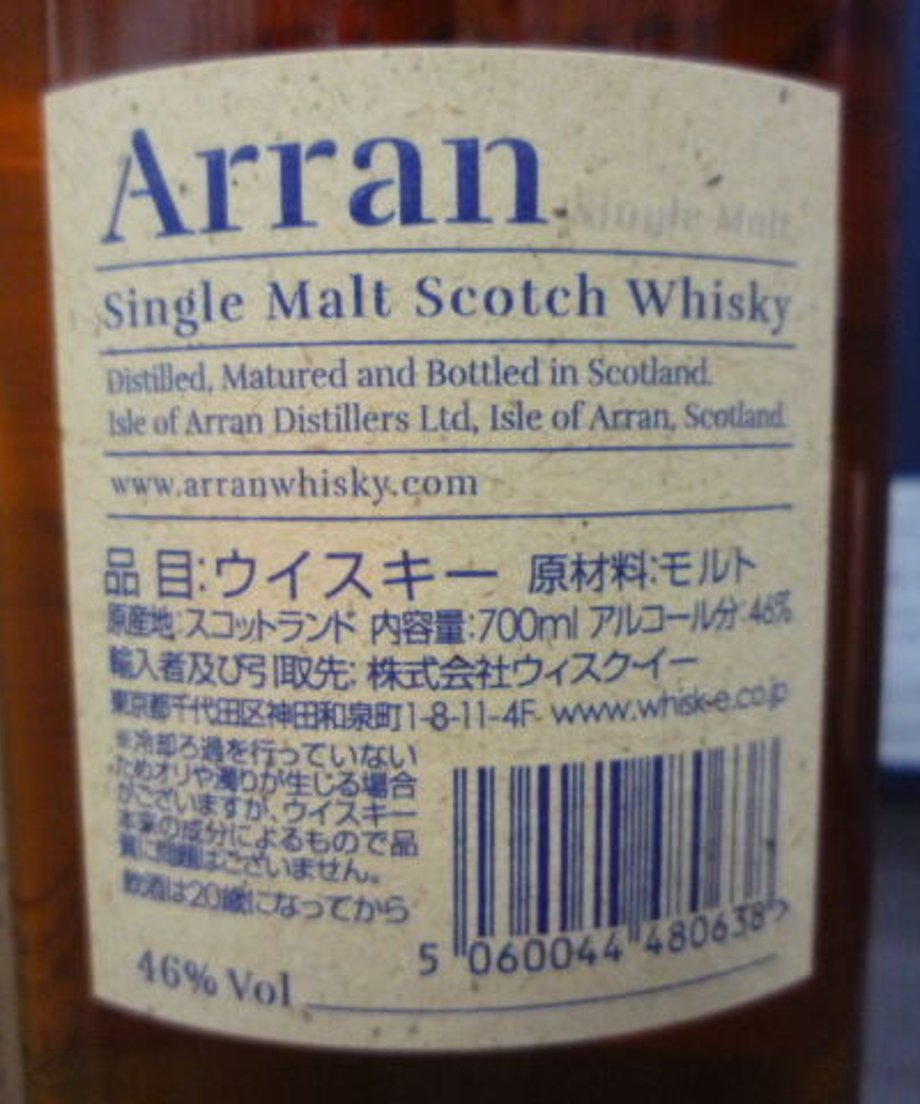 Arran
Single Malt
Single Malt Scotch Whisky
Distilled, Matured and Bottled in Scotland.
Isle of Arran Distillers Ltd, Isle of Arran, Scotland.
www.arranwhisky.com
品目:ウイスキー 原材料:モルト
原産地:スコットランド 内容量:700ml アルコール分:46%
輸入者及び引取先: 株式会社ウィスク・イー
東京都千代田区神田和泉町1-8-11-4F www.whisk-e.co.jp
※冷却ろ過を行っていない
ためオリや濁りが生じる場合
がございますが、ウイスキー
本来の成分によるもので品
質に問題はございません。
飲酒は20歳になってから
5 060044 480638 >
46% Vol